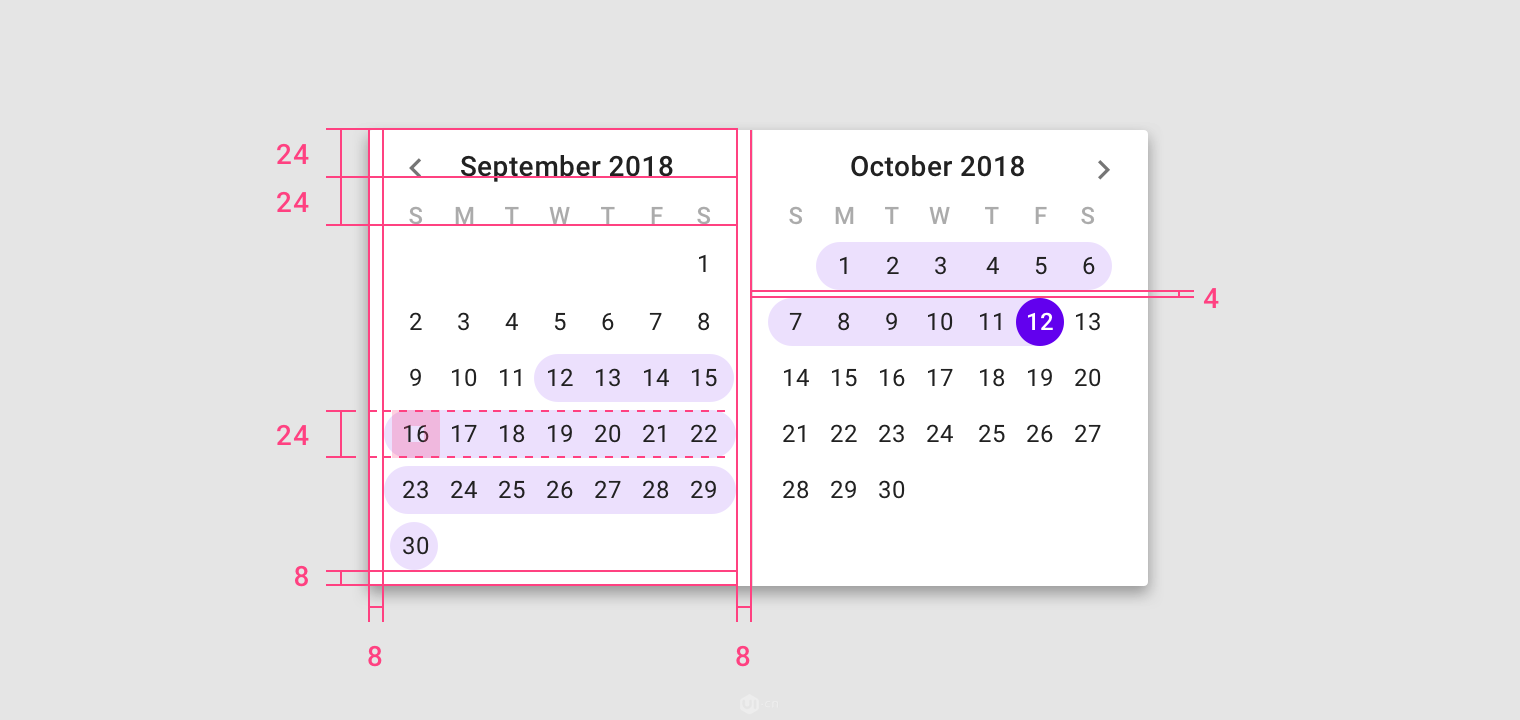 24
24
September 2018
S M T W T F S
1
2 3 4 5 6 7 8
9 10 11 12 13 14 15
24
16 17 18 19 20 21 22
23 24 25 26 27 28 29
30
8
8
8
October 2018
S M T W T F S
1 2 3 4 5 6
4
7 8 9 10 11 12 13
14 15 16 17 18 19 20
21 22 23 24 25 26 27
28 29 30